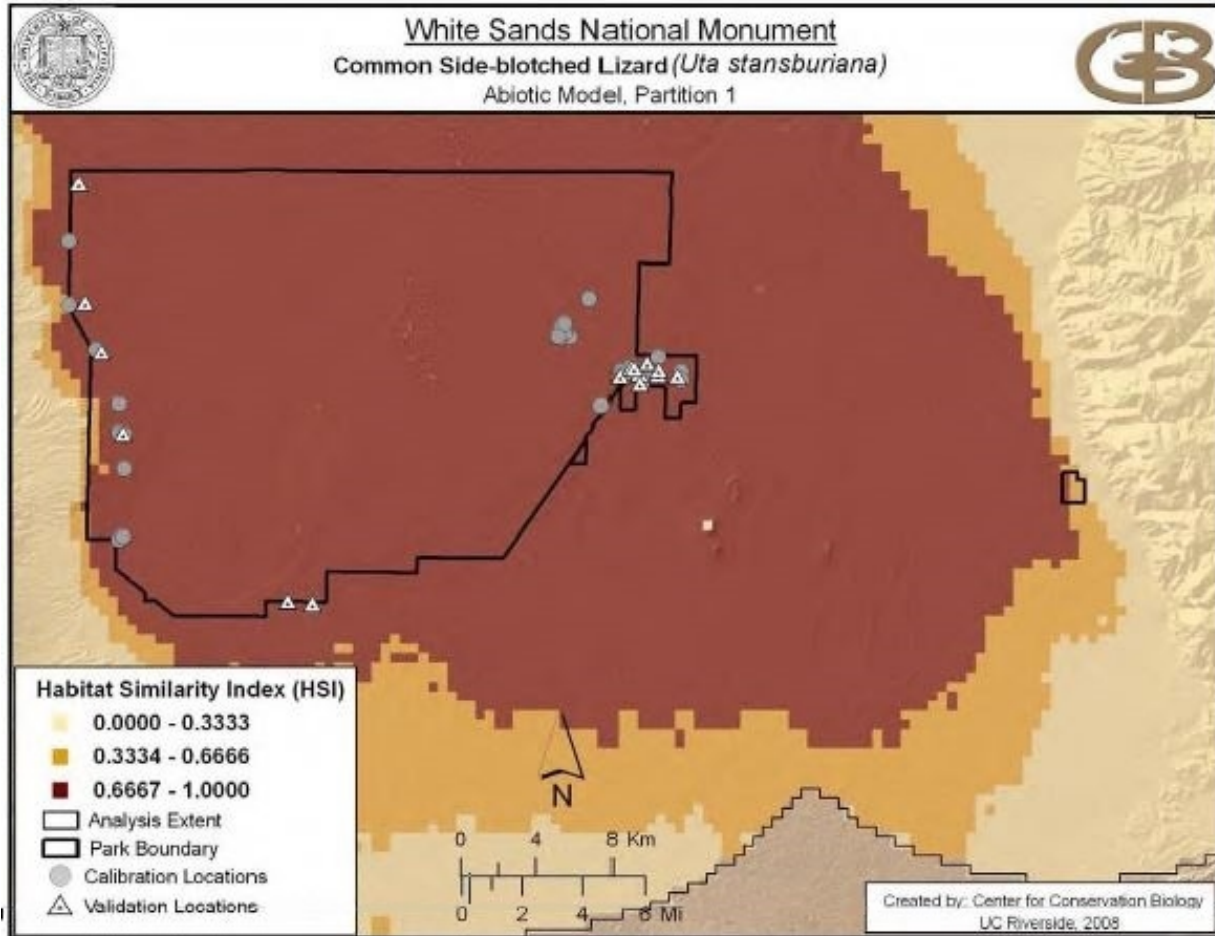 White Sands National Monument
Common Side-blotched Lizard (Uta stansburiana)
Abiotic Model, Partition 1
Habitat Similarity Index (HSI)
0.0000 - 0.3333
0.3334 - 0.6666
0.6667 - 1.0000
Analysis Extent
Park Boundary
Calibration Locations
Validation Locations
N
0 4 8 Km
0 2 4 6 Mi
Created by: Center for Conservation Biology
UC Riverside, 2008